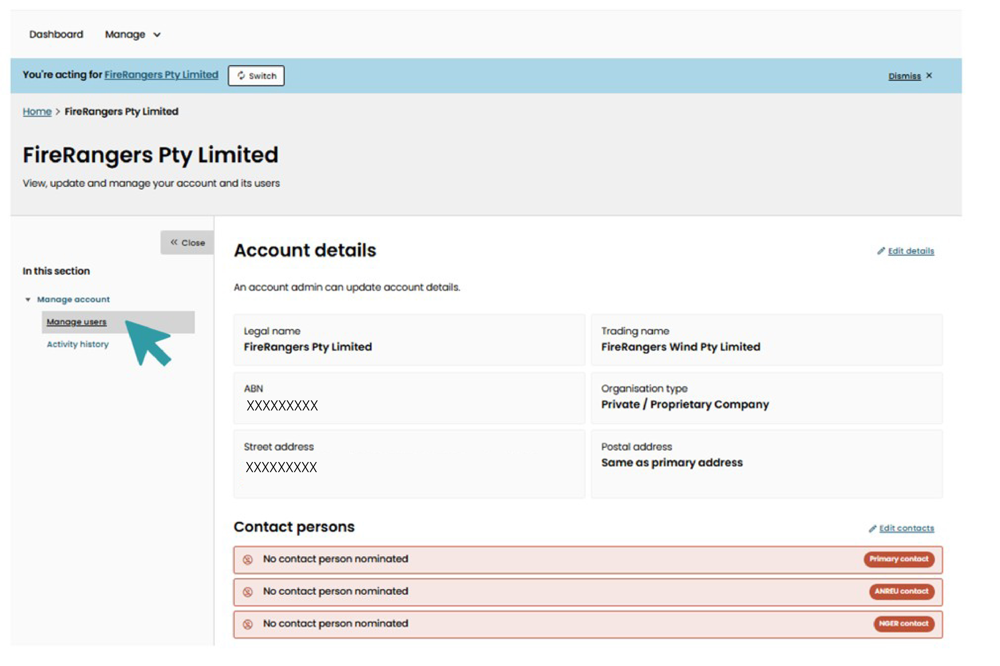 Dashboard Manage
You're acting for FireRangers Pty Limited Switch Dismiss ×
Home > FireRangers Pty Limited
FireRangers Pty Limited
View, update and manage your account and its users
« Close
In this section
Manage account
Manage users
Activity history
Account details Edit details
An account admin can update account details.
Legal name
FireRangers Pty Limited
Trading name
FireRangers Wind Pty Limited
ABN
XXXXXXXXX
Organisation type
Private / Proprietary Company
Street address
XXXXXXXXX
Postal address
Same as primary address
Contact persons Edit contacts
No contact person nominated Primary contact
No contact person nominated ANREU contact
No contact person nominated NGER contact